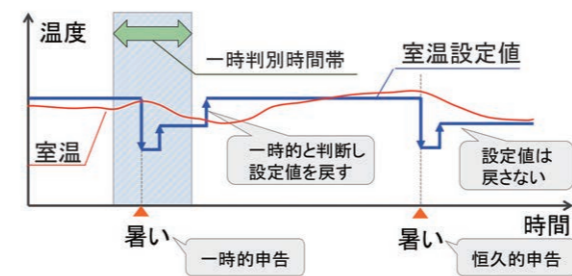 温度
一時判別時間帯
室温設定値
室温
一時的と判断し
設定値を戻す
設定値は
戻さない
時間
暑い
一時的申告
暑い
恒久的申告